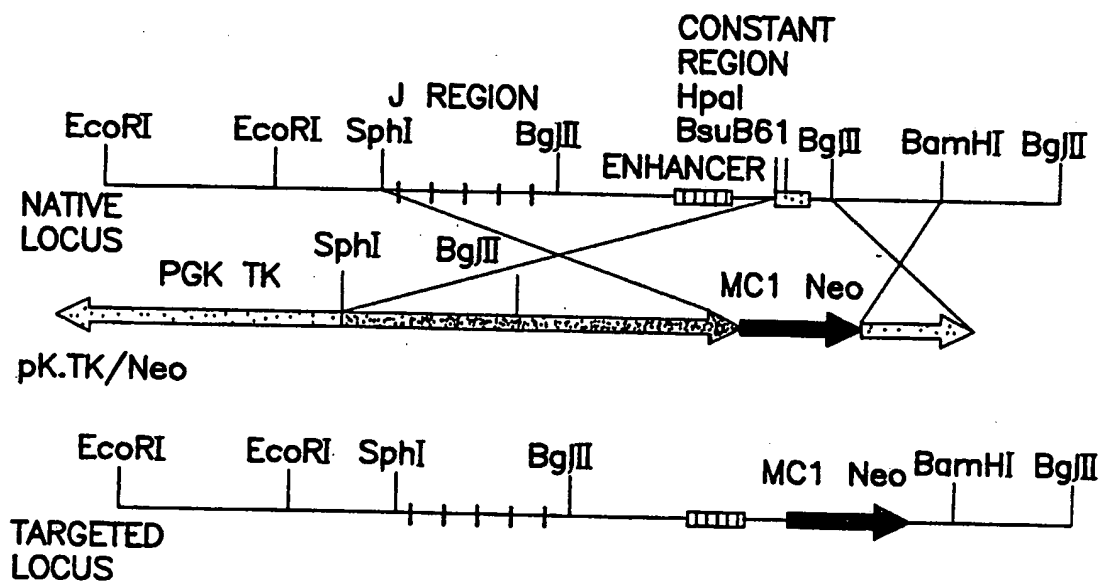 CONSTANT
REGION
J REGION HpaI
EcoRI EcoRI SphI BglII BsuB61 BglII BamHI BglII
ENHANCER
NATIVE
LOCUS
SphI BglII
PGK TK MC1 Neo
pK.TK/Neo
EcoRI EcoRI SphI BglII MC1 Neo BamHI BglII
TARGETED
LOCUS